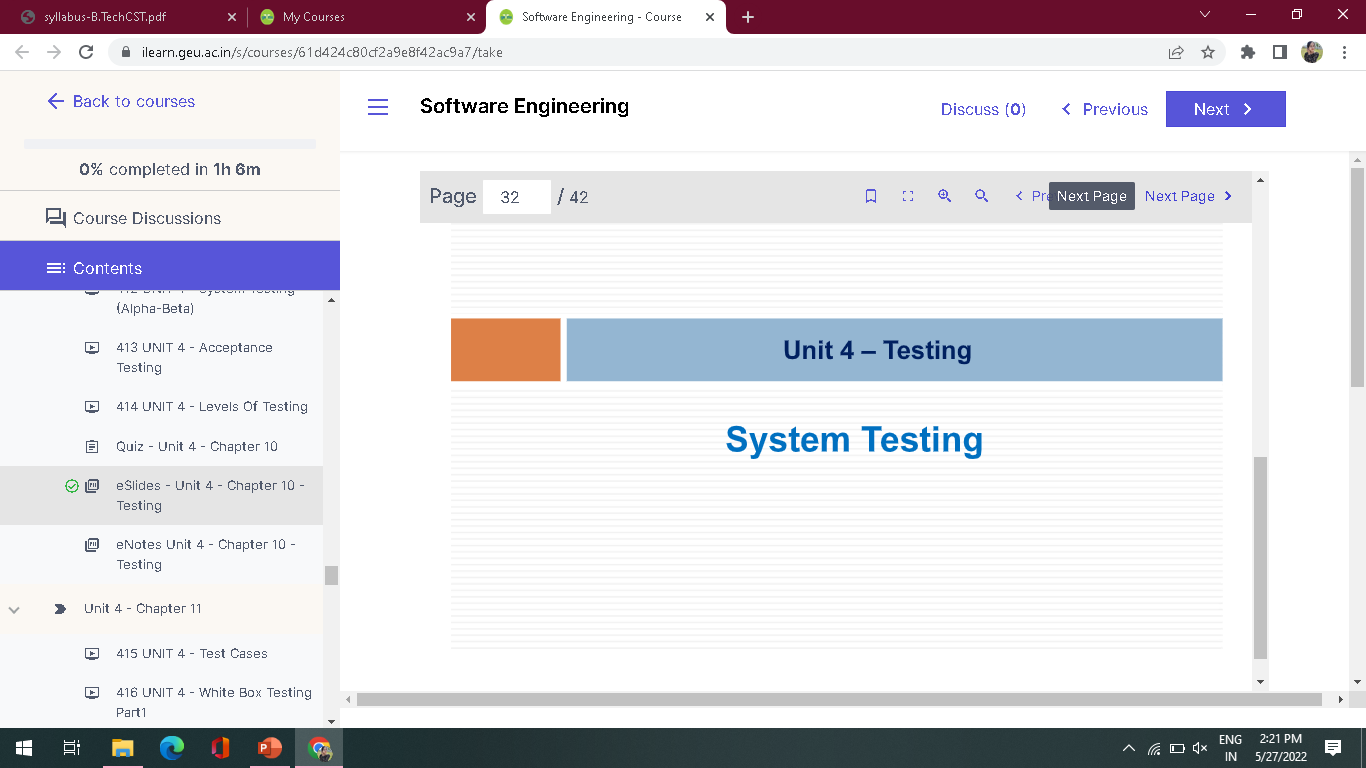 syllabus-B.TechCST.pdf
My Courses
Software Engineering - Course
ilearn.geu.ac.in/s/courses/61d424c80cf2a9e8f42ac9a7/take
Back to courses
0% completed in 1h 6m
Course Discussions
Contents
412 UNIT 4 - System Testing
(Alpha-Beta)
413 UNIT 4 - Acceptance
Testing
414 UNIT 4 - Levels Of Testing
Quiz - Unit 4 - Chapter 10
eSlides - Unit 4 - Chapter 10 -
Testing
eNotes Unit 4 - Chapter 10 -
Testing
Unit 4 - Chapter 11
415 UNIT 4 - Test Cases
416 UNIT 4 - White Box Testing
Part1
Software Engineering
Discuss (0)
Previous
Next
Page 32 / 42
Next Page
Next Page
Unit 4 – Testing
System Testing
ENG
IN
2:21 PM
5/27/2022